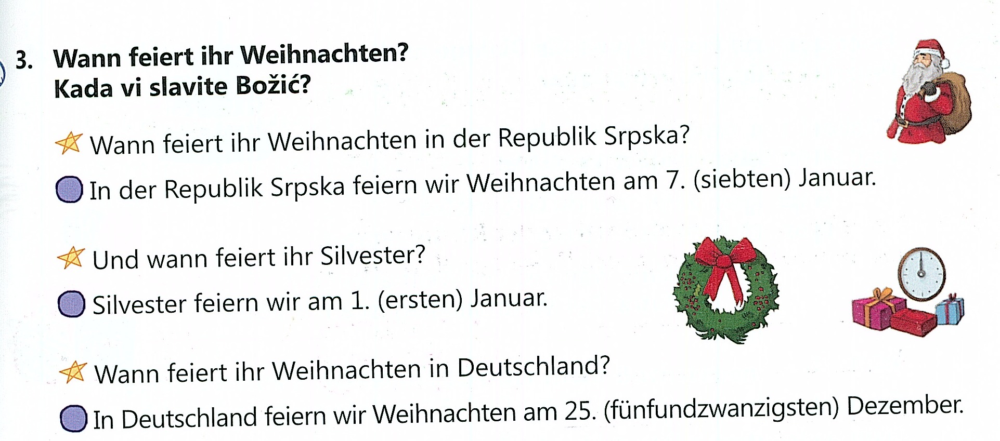 3. Wann feiert ihr Weihnachten?
Kada vi slavite Božić?
Wann feiert ihr Weihnachten in der Republik Srpska?
In der Republik Srpska feiern wir Weihnachten am 7. (siebten) Januar.
Und wann feiert ihr Silvester?
Silvester feiern wir am 1. (ersten) Januar.
Wann feiert ihr Weihnachten in Deutschland?
In Deutschland feiern wir Weihnachten am 25. (fünfundzwanzigsten) Dezember.